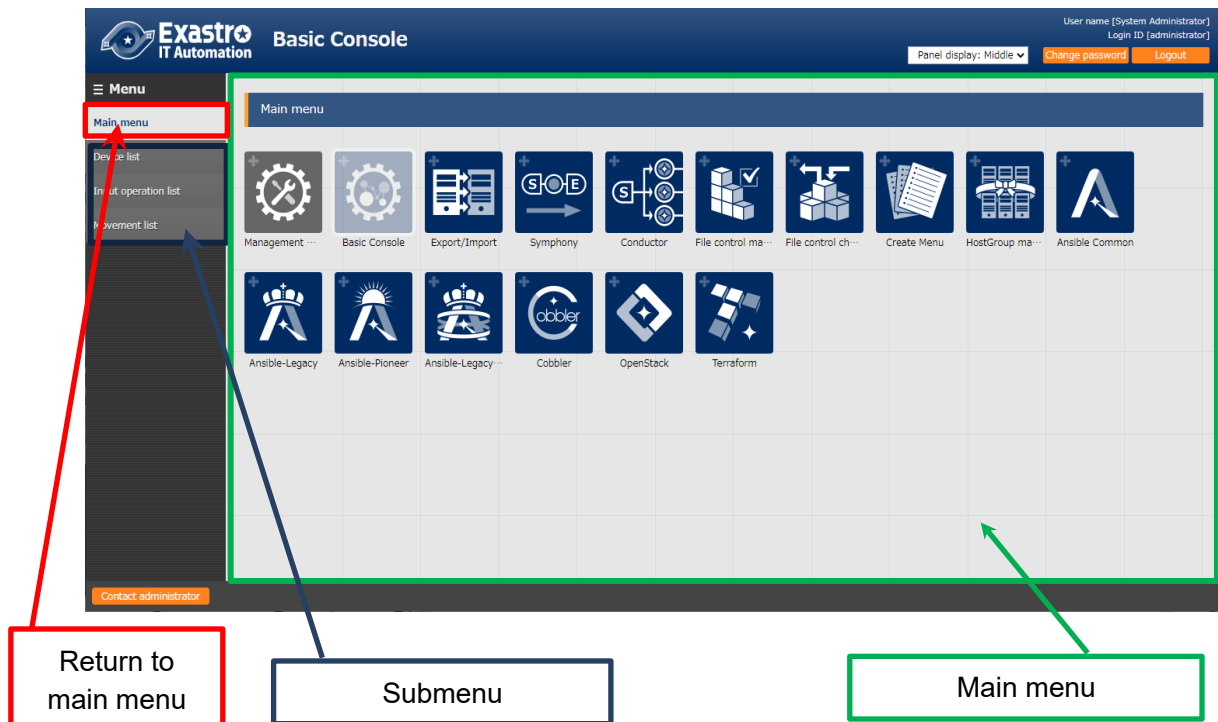 Exastro
IT Automation
Basic Console
User name [System Administrator]
Login ID [administrator]
Panel display: Middle
Change password
Logout
Menu
Main menu
Device list
Input operation list
Movement list
Main menu
Management ···
Basic Console
Export/Import
S O E
Symphony
S
Conductor
File control ma···
File control ch···
Create Menu
HostGroup ma···
Ansible Common
Ansible-Legacy
Ansible-Pioneer
Ansible-Legacy···
Cobbler
Cobbler
OpenStack
Terraform
Contact administrator
Return to
main menu
Submenu
Main menu